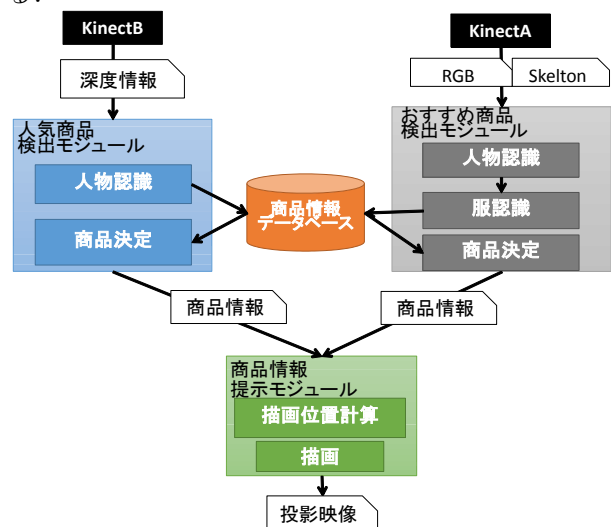 KinectB
KinectA
深度情報
RGB
Skelton
人気商品
検出モジュール
人物認識
商品決定
商品情報
データベース
おすすめ商品
検出モジュール
人物認識
服認識
商品決定
商品情報
商品情報
商品情報
提示モジュール
描画位置計算
描画
投影映像